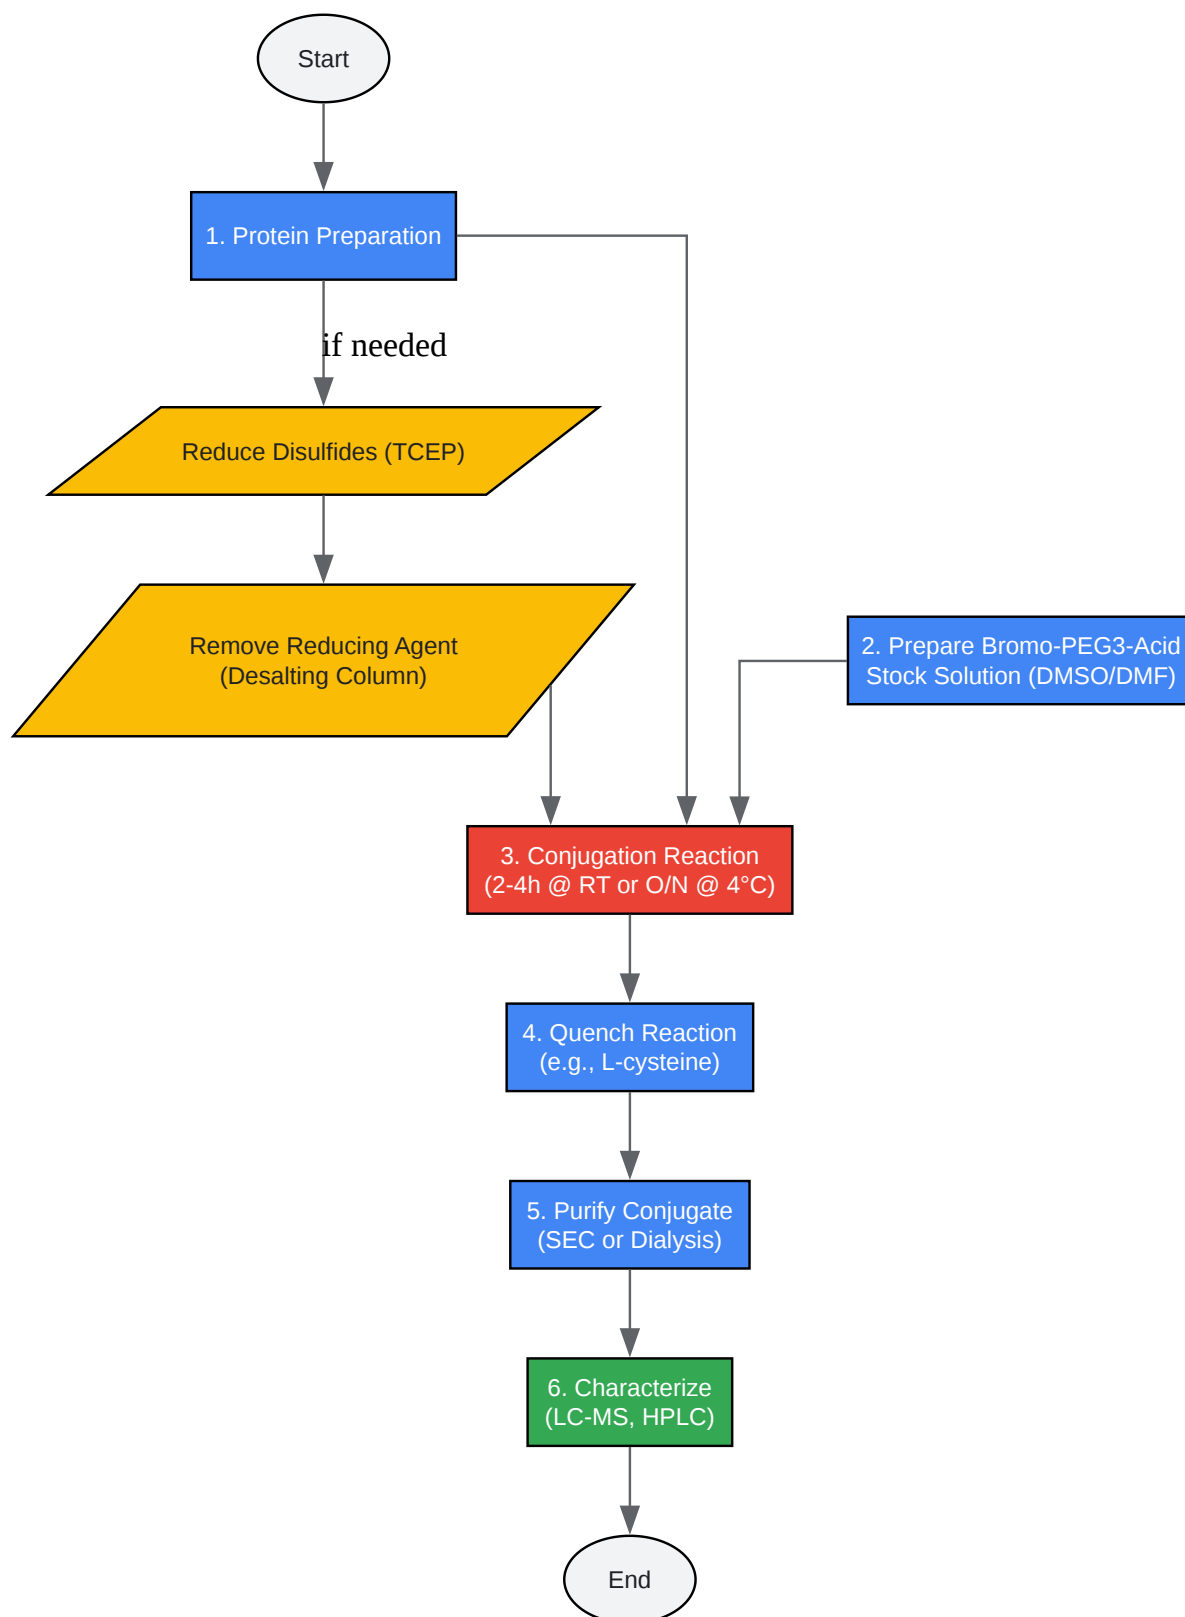 Start
1. Protein Preparation
if needed
Reduce Disulfides (TCEP)
Remove Reducing Agent
(Desalting Column)
2. Prepare Bromo-PEG3-Acid
Stock Solution (DMSO/DMF)
3. Conjugation Reaction
(2-4h @ RT or O/N @ 4°C)
4. Quench Reaction
(e.g., L-cysteine)
5. Purify Conjugate
(SEC or Dialysis)
6. Characterize
(LC-MS, HPLC)
End